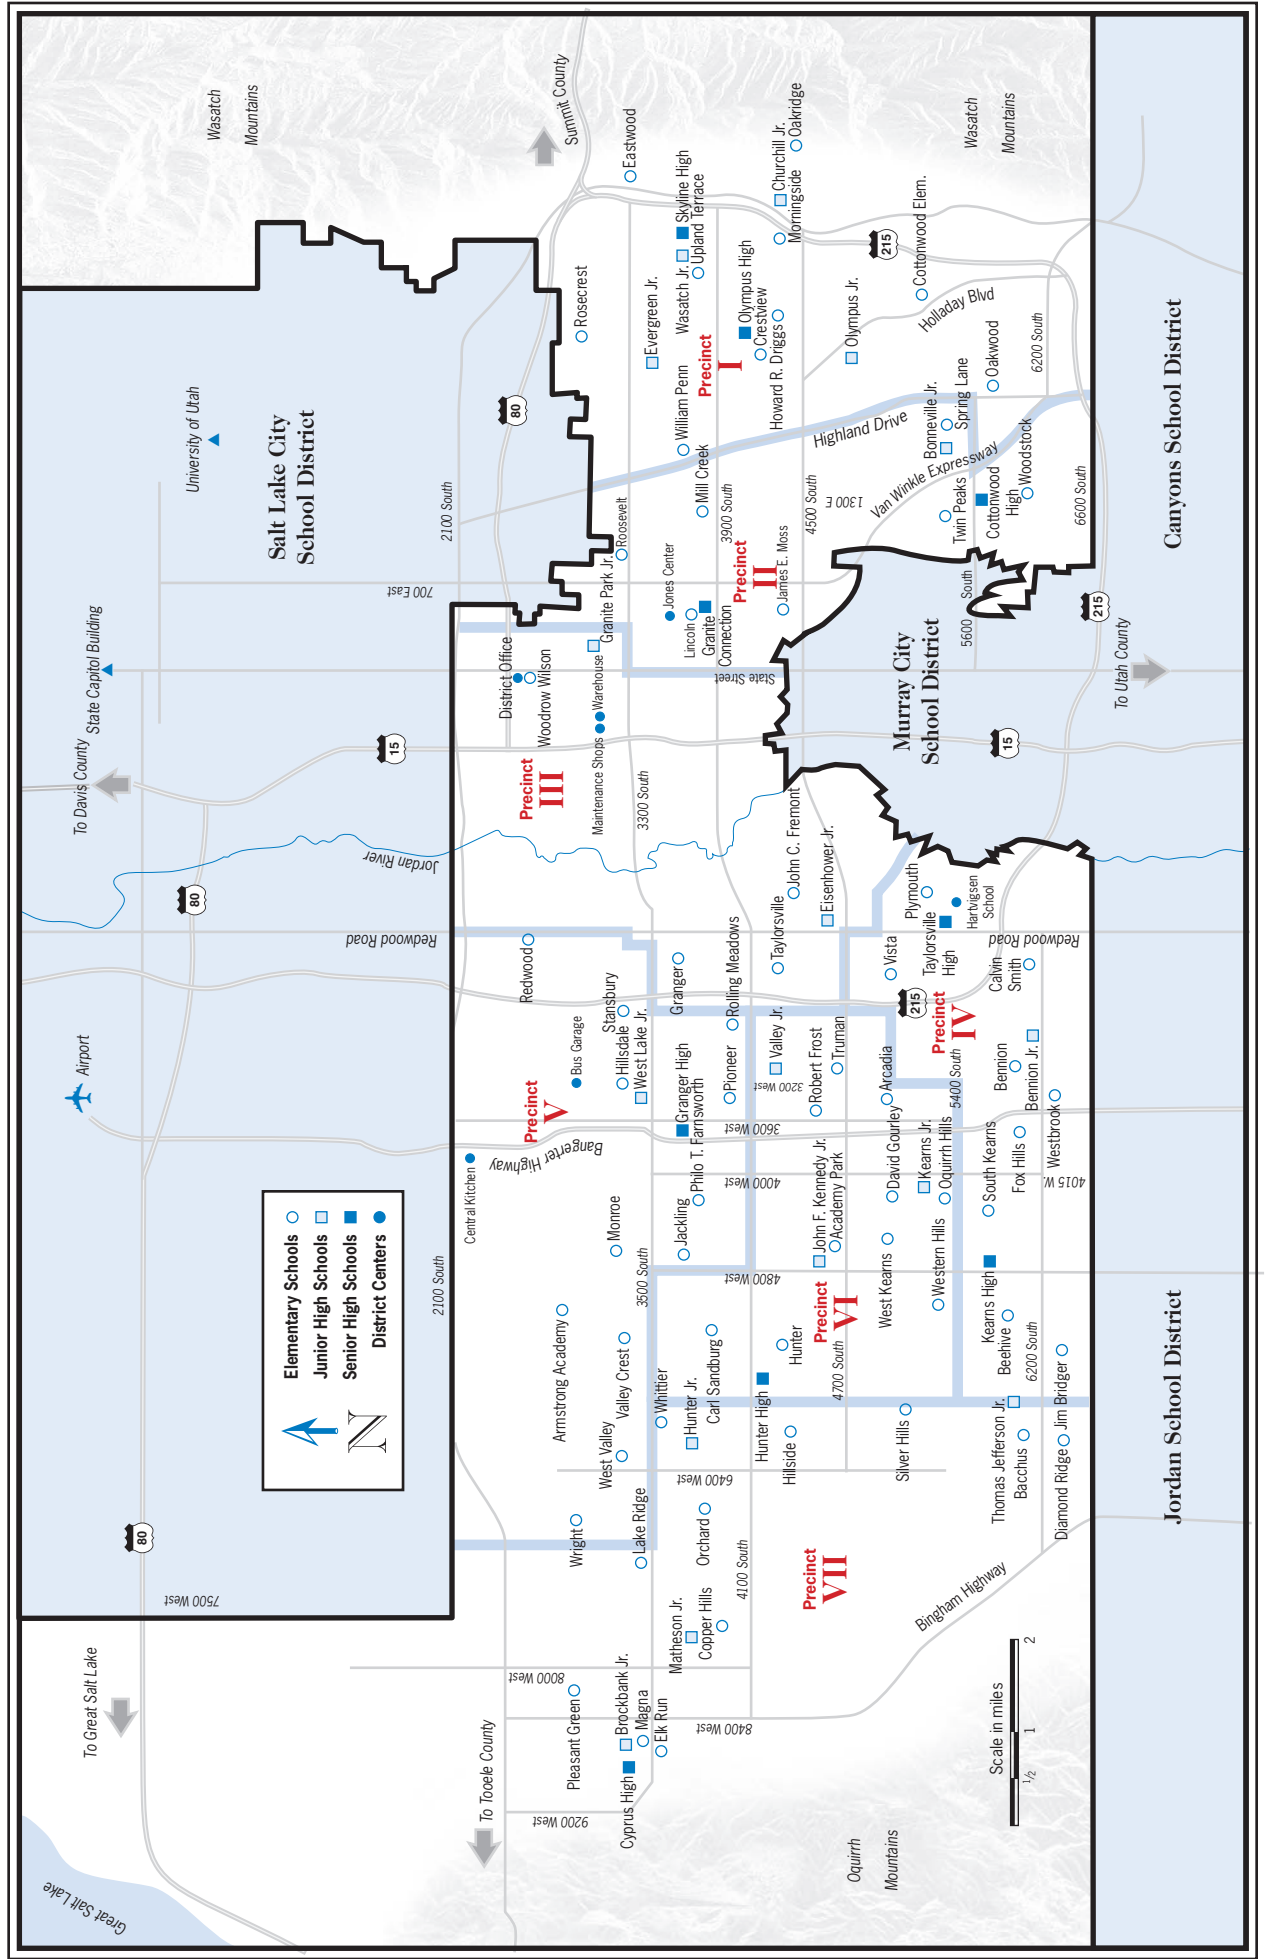 Great Salt Lake
To Great Salt Lake
7500 West
80
Airport
80
To Davis County
State Capitol Building
University of Utah
Wasatch
Mountains
Salt Lake City
School District
15
Jordan River
Redwood Road
700 East
2100 South
80
Summit County
N
Elementary Schools
Junior High Schools
Senior High Schools
District Centers
2100 South
To Tooele County
8000 West
9200 West
8400 West
Pleasant Green
Cyprus High
Brockbank Jr.
Magna
Elk Run
Matheson Jr.
Copper Hills
Orchard
4100 South
Wright
Lake Ridge
6400 West
West Valley
Valley Crest
Armstrong Academy
Whittier
Hunter Jr.
Carl Sandburg
Hunter High
Hillside
Hunter
Monroe
3500 South
Jackling
Philo T. Farnsworth
Granger High
Central Kitchen
Bangerter Highway
Precinct
V
Bus Garage
Hillsdale
West Lake Jr.
Stansbury
Redwood
Granger
Rolling Meadows
Pioneer
3600 West
4000 West
4800 West
3200 West
Valley Jr.
Robert Frost
Truman
John F. Kennedy Jr.
Academy Park
Precinct
VI
4700 South
Precinct
VII
Silver Hills
West Kearns
Western Hills
David Gourley
Kearns Jr.
Oquirrh Hills
Arcadia
5400 South
South Kearns
Fox Hills
Westbrook
4015 W.
Kearns High
Beehive
6200 South
Thomas Jefferson Jr.
Bacchus
Diamond Ridge
Jim Bridger
Bingham Highway
Scale in miles
1/2
1
2
Oquirrh
Mountains
Jordan School District
Precinct
IV
215
Bennion
Bennion Jr.
Calvin
Smith
Vista
Taylorsville
High
Plymouth
Hartvigsen
School
Redwood Road
Taylorsville
John C. Fremont
Eisenhower Jr.
Precinct
III
3300 South
District Office
Woodrow Wilson
Maintenance Shops
Warehouse
Granite Park Jr.
State Street
Roosevelt
Jones Center
Lincoln
Granite
Connection
Precinct
II
James E. Moss
3900 South
4500 South
Mill Creek
William Penn
Evergreen Jr.
Rosecrest
Wasatch Jr.
Upland Terrace
Skyline High
Eastwood
Precinct
I
Olympus High
Crestview
Howard R. Driggs
Churchill Jr.
Morningside
Oakridge
Olympus Jr.
215
Cottonwood Elem.
Holladay Blvd
Highland Drive
1300 E
Van Winkle Expressway
Bonneville Jr.
Spring Lane
Oakwood
6200 South
Twin Peaks
Cottonwood
High
Woodstock
6600 South
5600 South
Murray City
School District
15
215
To Utah County
Canyons School District
Wasatch
Mountains